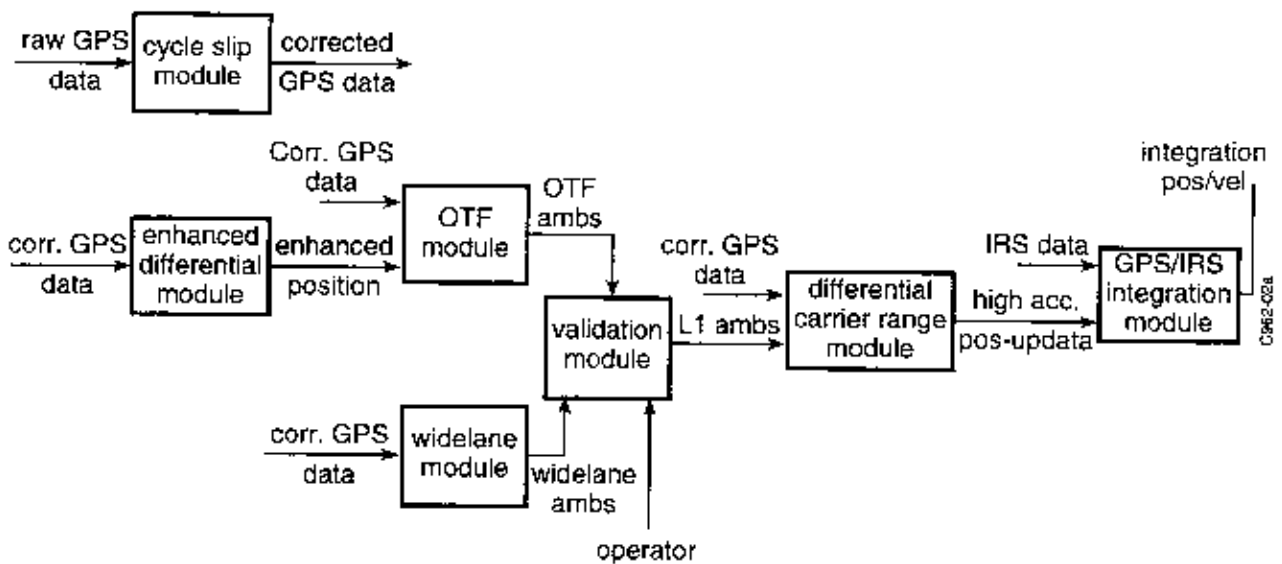 raw GPS
data
cycle slip
module
corrected
GPS data
Corr. GPS
data
OTF
module
OTF
ambs
corr. GPS
data
enhanced
differential
module
enhanced
position
validation
module
corr. GPS
data
L1 ambs
differential
carrier range
module
IRS data
high acc.
pos-updata
GPS/IRS
integration
module
integration
pos/vel
corr. GPS
data
widelane
module
widelane
ambs
operator
C962-02a